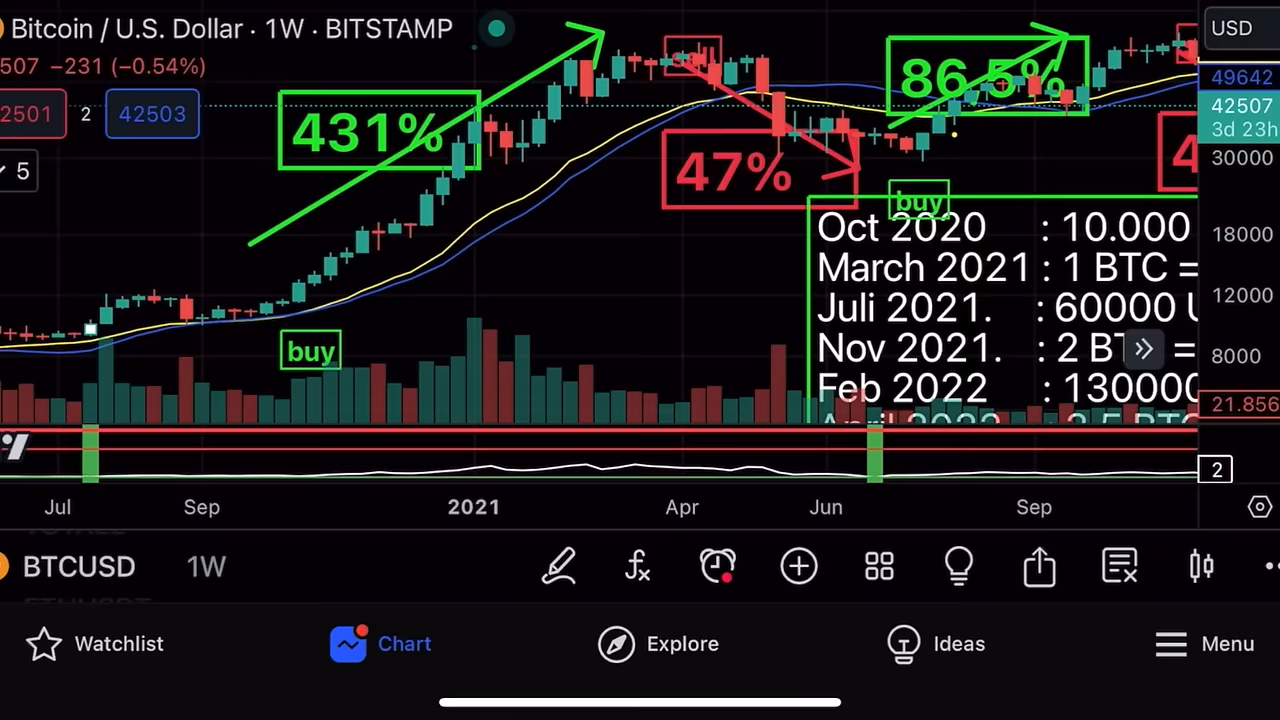 Bitcoin / U.S. Dollar · 1W · BITSTAMP
USD
507 −231 (−0.54%)
2501 2 42503
5
431%
sell
86.5%
47%
4
buy
buy
49642
42507
3d 23h
30000
18000
12000
8000
21.856
2
Oct 2020 : 10.000
March 2021 : 1 BTC =
Juli 2021. : 60000 U
Nov 2021. : 2 BT =
Feb 2022 : 130000
Jul Sep 2021 Apr Jun Sep
BTCUSD 1W
Watchlist Chart Explore Ideas Menu